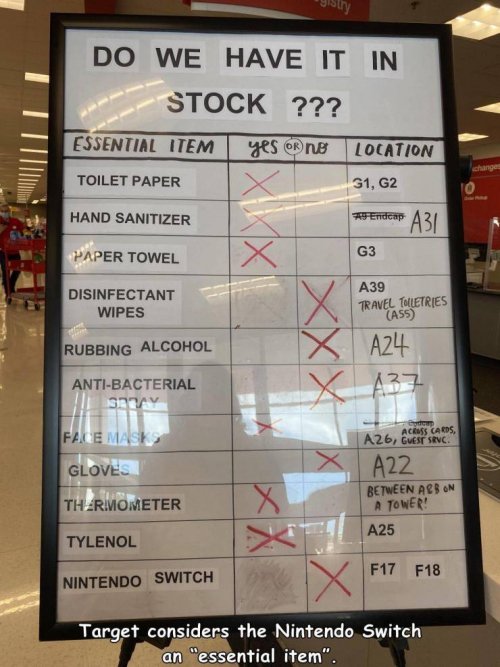 egistry
DO WE HAVE IT IN
STOCK ???
ESSENTIAL ITEM yes OR no LOCATION
TOILET PAPER X G1, G2
HAND SANITIZER X A9 Endcap A31
PAPER TOWEL X G3
DISINFECTANT WIPES X A39
TRAVEL TOLLETRIES
(A55)
RUBBING ALCOHOL X A24
ANTI-BACTERIAL SPRAY X A37
FACE MASKS X Endcap
A26, ACROSS CARDS,
GUEST SRVC.
GLOVES X A22
THERMOMETER X BETWEEN A&B ON
A TOWER!
TYLENOL X A25
NINTENDO SWITCH X F17 F18
Target considers the Nintendo Switch
an "essential item".